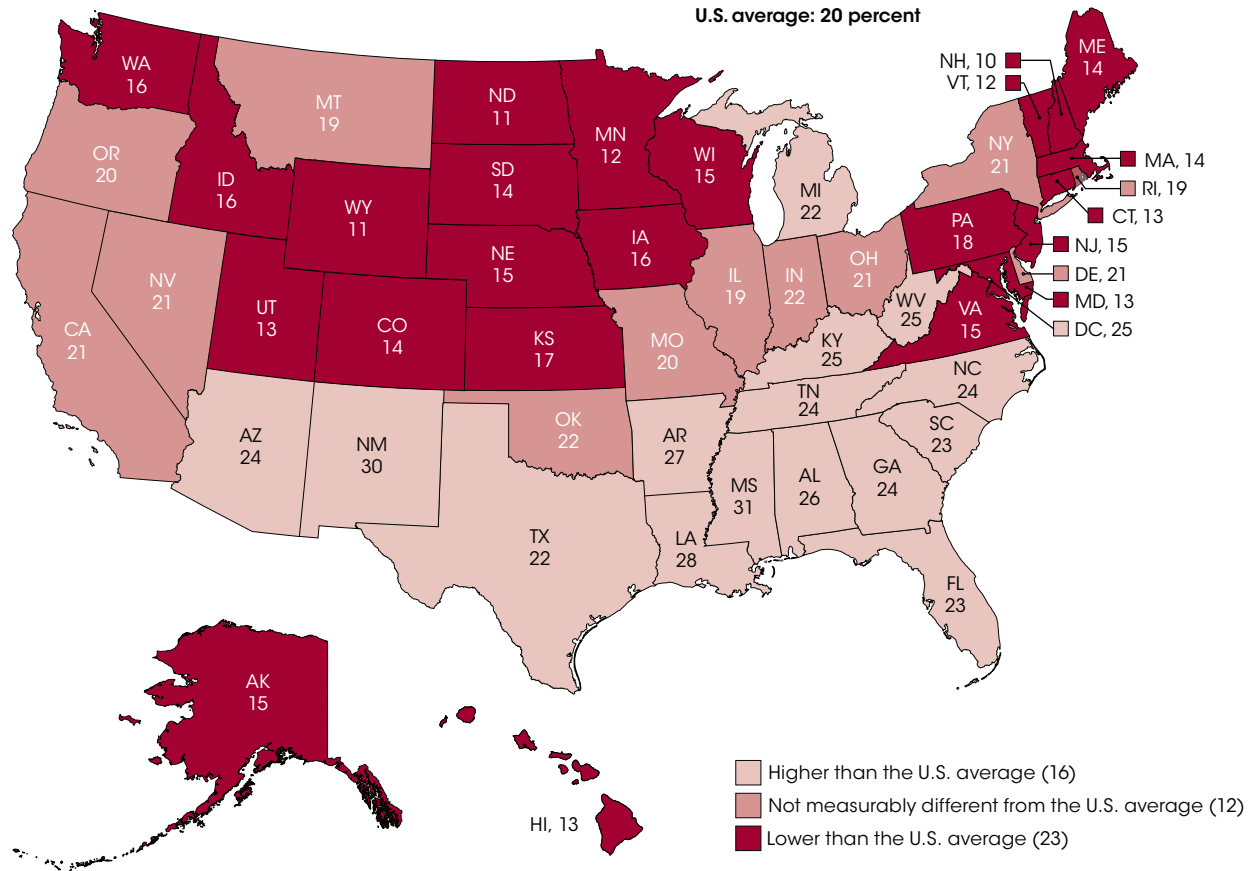 U.S. average: 20 percent
WA
16
OR
20
CA
21
NV
21
ID
16
MT
19
WY
11
UT
13
CO
14
AZ
24
NM
30
ND
11
SD
14
NE
15
KS
17
OK
22
TX
22
MN
12
IA
16
MO
20
AR
27
LA
28
WI
15
IL
19
MI
22
IN
22
OH
21
KY
25
TN
24
MS
31
AL
26
GA
24
FL
23
SC
23
NC
24
WV
25
VA
15
PA
18
NY
21
ME
14
NH, 10
VT, 12
MA, 14
RI, 19
CT, 13
NJ, 15
DE, 21
MD, 13
DC, 25
AK
15
HI, 13
Higher than the U.S. average (16)
Not measurably different from the U.S. average (12)
Lower than the U.S. average (23)